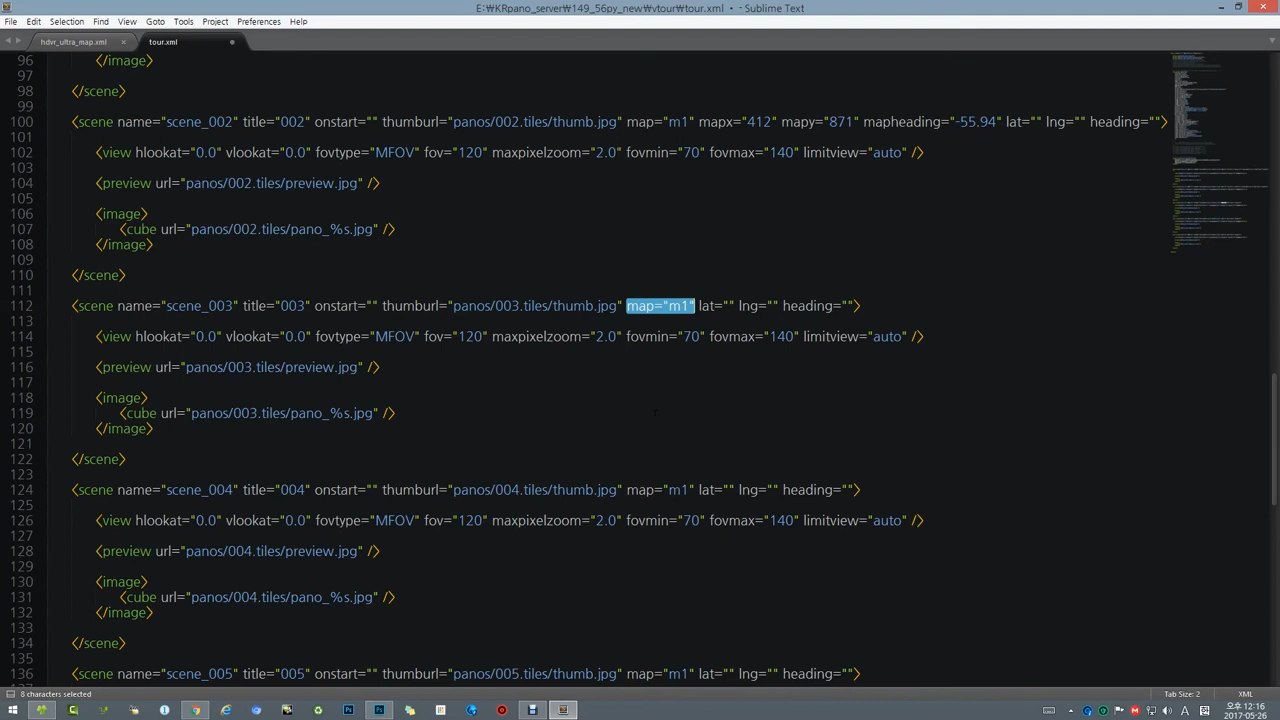 E:₩KRpano_server₩149_56py_new₩vtour₩tour.xml • - Sublime Text
File Edit Selection Find View Goto Tools Project Preferences Help
hdvr_ultra_map.xml × tour.xml
96 </image>
97
98 </scene>
99
100 <scene name="scene_002" title="002" onstart="" thumburl="panos/002.tiles/thumb.jpg" map="m1" mapx="412" mapy="871" mapheading="-55.94" lat="" lng="" heading="">
101
102 <view hlookat="0.0" vlookat="0.0" fovtype="MFOV" fov="120" maxpixelzoom="2.0" fovmin="70" fovmax="140" limitview="auto" />
103
104 <preview url="panos/002.tiles/preview.jpg" />
105
106 <image>
107 <cube url="panos/002.tiles/pano_%s.jpg" />
108 </image>
109
110 </scene>
111
112 <scene name="scene_003" title="003" onstart="" thumburl="panos/003.tiles/thumb.jpg" map="m1" lat="" lng="" heading="">
113
114 <view hlookat="0.0" vlookat="0.0" fovtype="MFOV" fov="120" maxpixelzoom="2.0" fovmin="70" fovmax="140" limitview="auto" />
115
116 <preview url="panos/003.tiles/preview.jpg" />
117
118 <image>
119 <cube url="panos/003.tiles/pano_%s.jpg" />
120 </image>
121
122 </scene>
123
124 <scene name="scene_004" title="004" onstart="" thumburl="panos/004.tiles/thumb.jpg" map="m1" lat="" lng="" heading="">
125
126 <view hlookat="0.0" vlookat="0.0" fovtype="MFOV" fov="120" maxpixelzoom="2.0" fovmin="70" fovmax="140" limitview="auto" />
127
128 <preview url="panos/004.tiles/preview.jpg" />
129
130 <image>
131 <cube url="panos/004.tiles/pano_%s.jpg" />
132 </image>
133
134 </scene>
135
136 <scene name="scene_005" title="005" onstart="" thumburl="panos/005.tiles/thumb.jpg" map="m1" lat="" lng="" heading="">
8 characters selected Tab Size: 2 XML
오후 12:16
2017-05-26